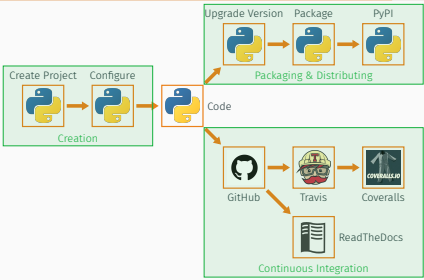 Upgrade Version Package PyPI
Packaging & Distributing
Create Project Configure
Code
Creation
GitHub Travis Coveralls
COVERALLS.IO
ReadTheDocs
Continuous Integration